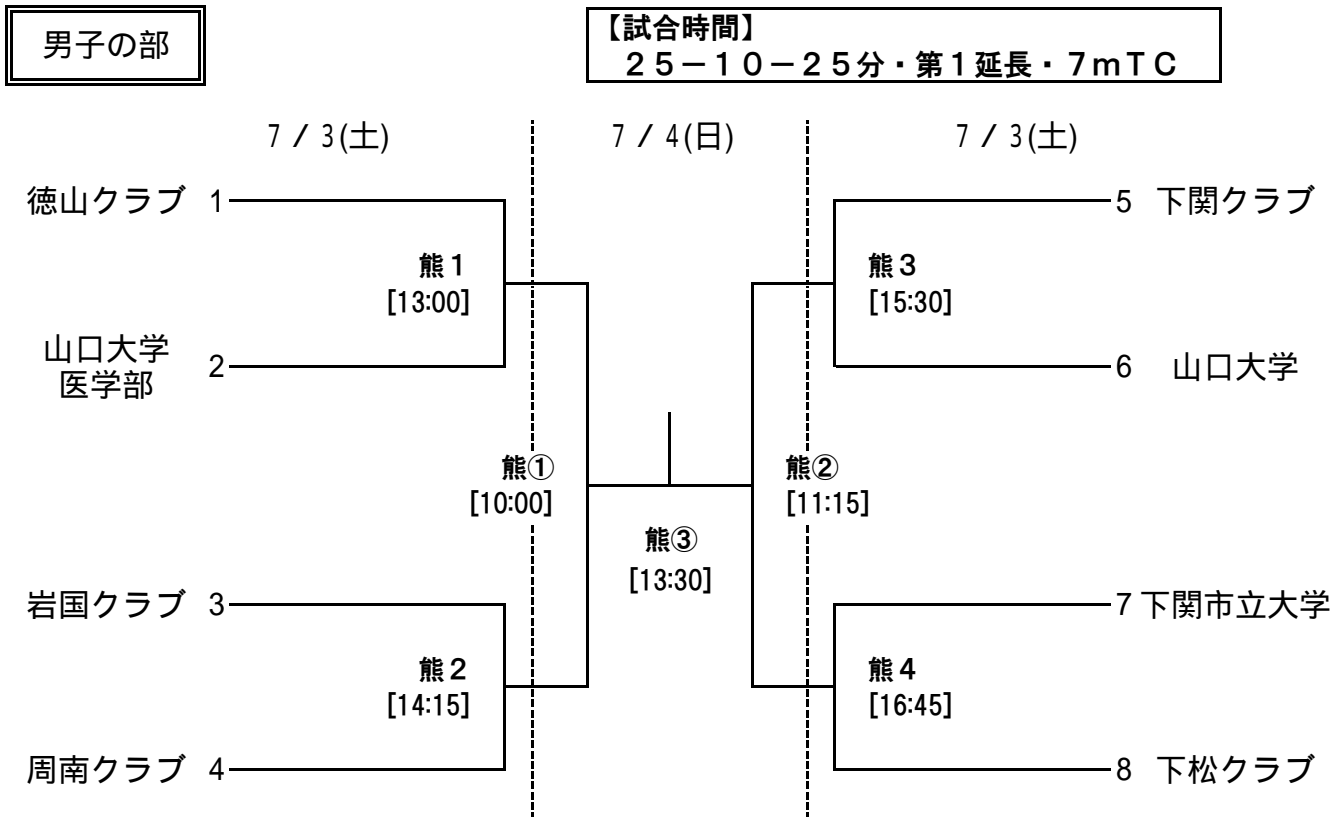 男子の部
【試合時間】
２５－１０－２５分・第１延長・７ｍＴＣ
7 / 3(土)
7 / 4(日)
7 / 3(土)
徳山クラブ 1
5 下関クラブ
熊１
[13:00]
熊３
[15:30]
山口大学
医学部 2
6 山口大学
熊①
[10:00]
熊②
[11:15]
熊③
[13:30]
岩国クラブ 3
7 下関市立大学
熊２
[14:15]
熊４
[16:45]
周南クラブ 4
8 下松クラブ